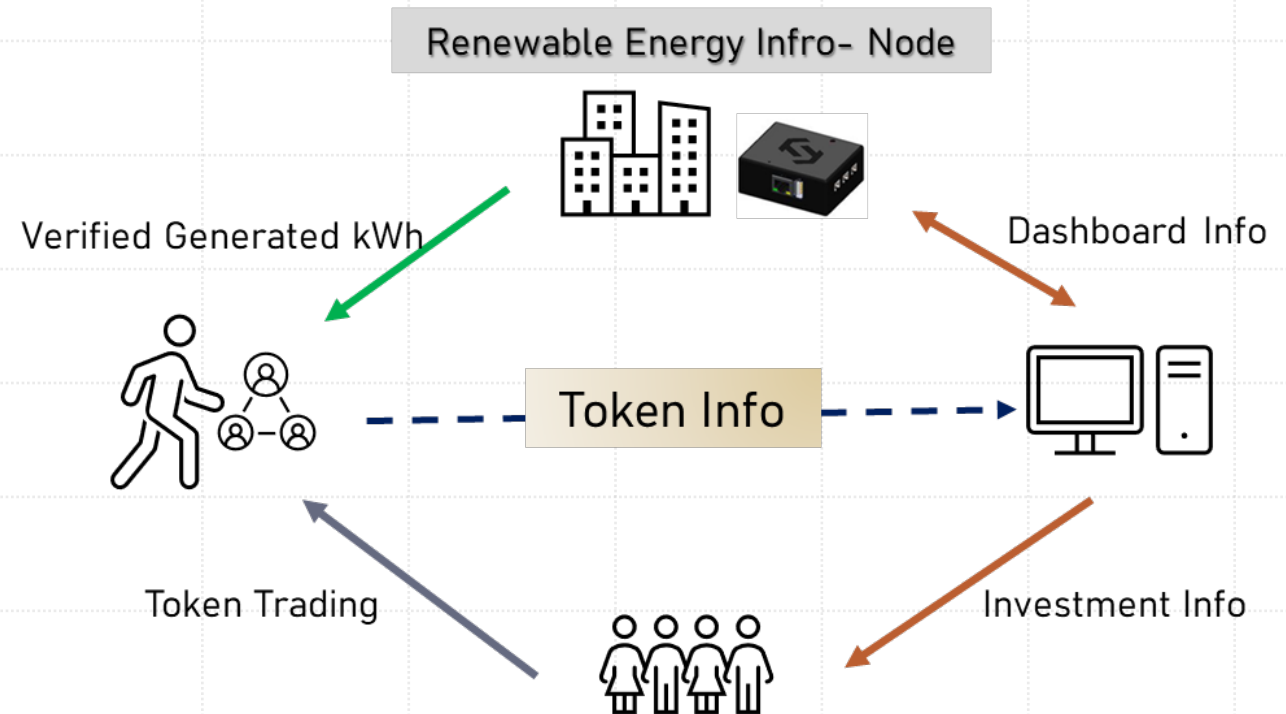 Renewable Energy Infro- Node
Verified Generated kWh
Dashboard Info
Token Info
Token Trading
Investment Info